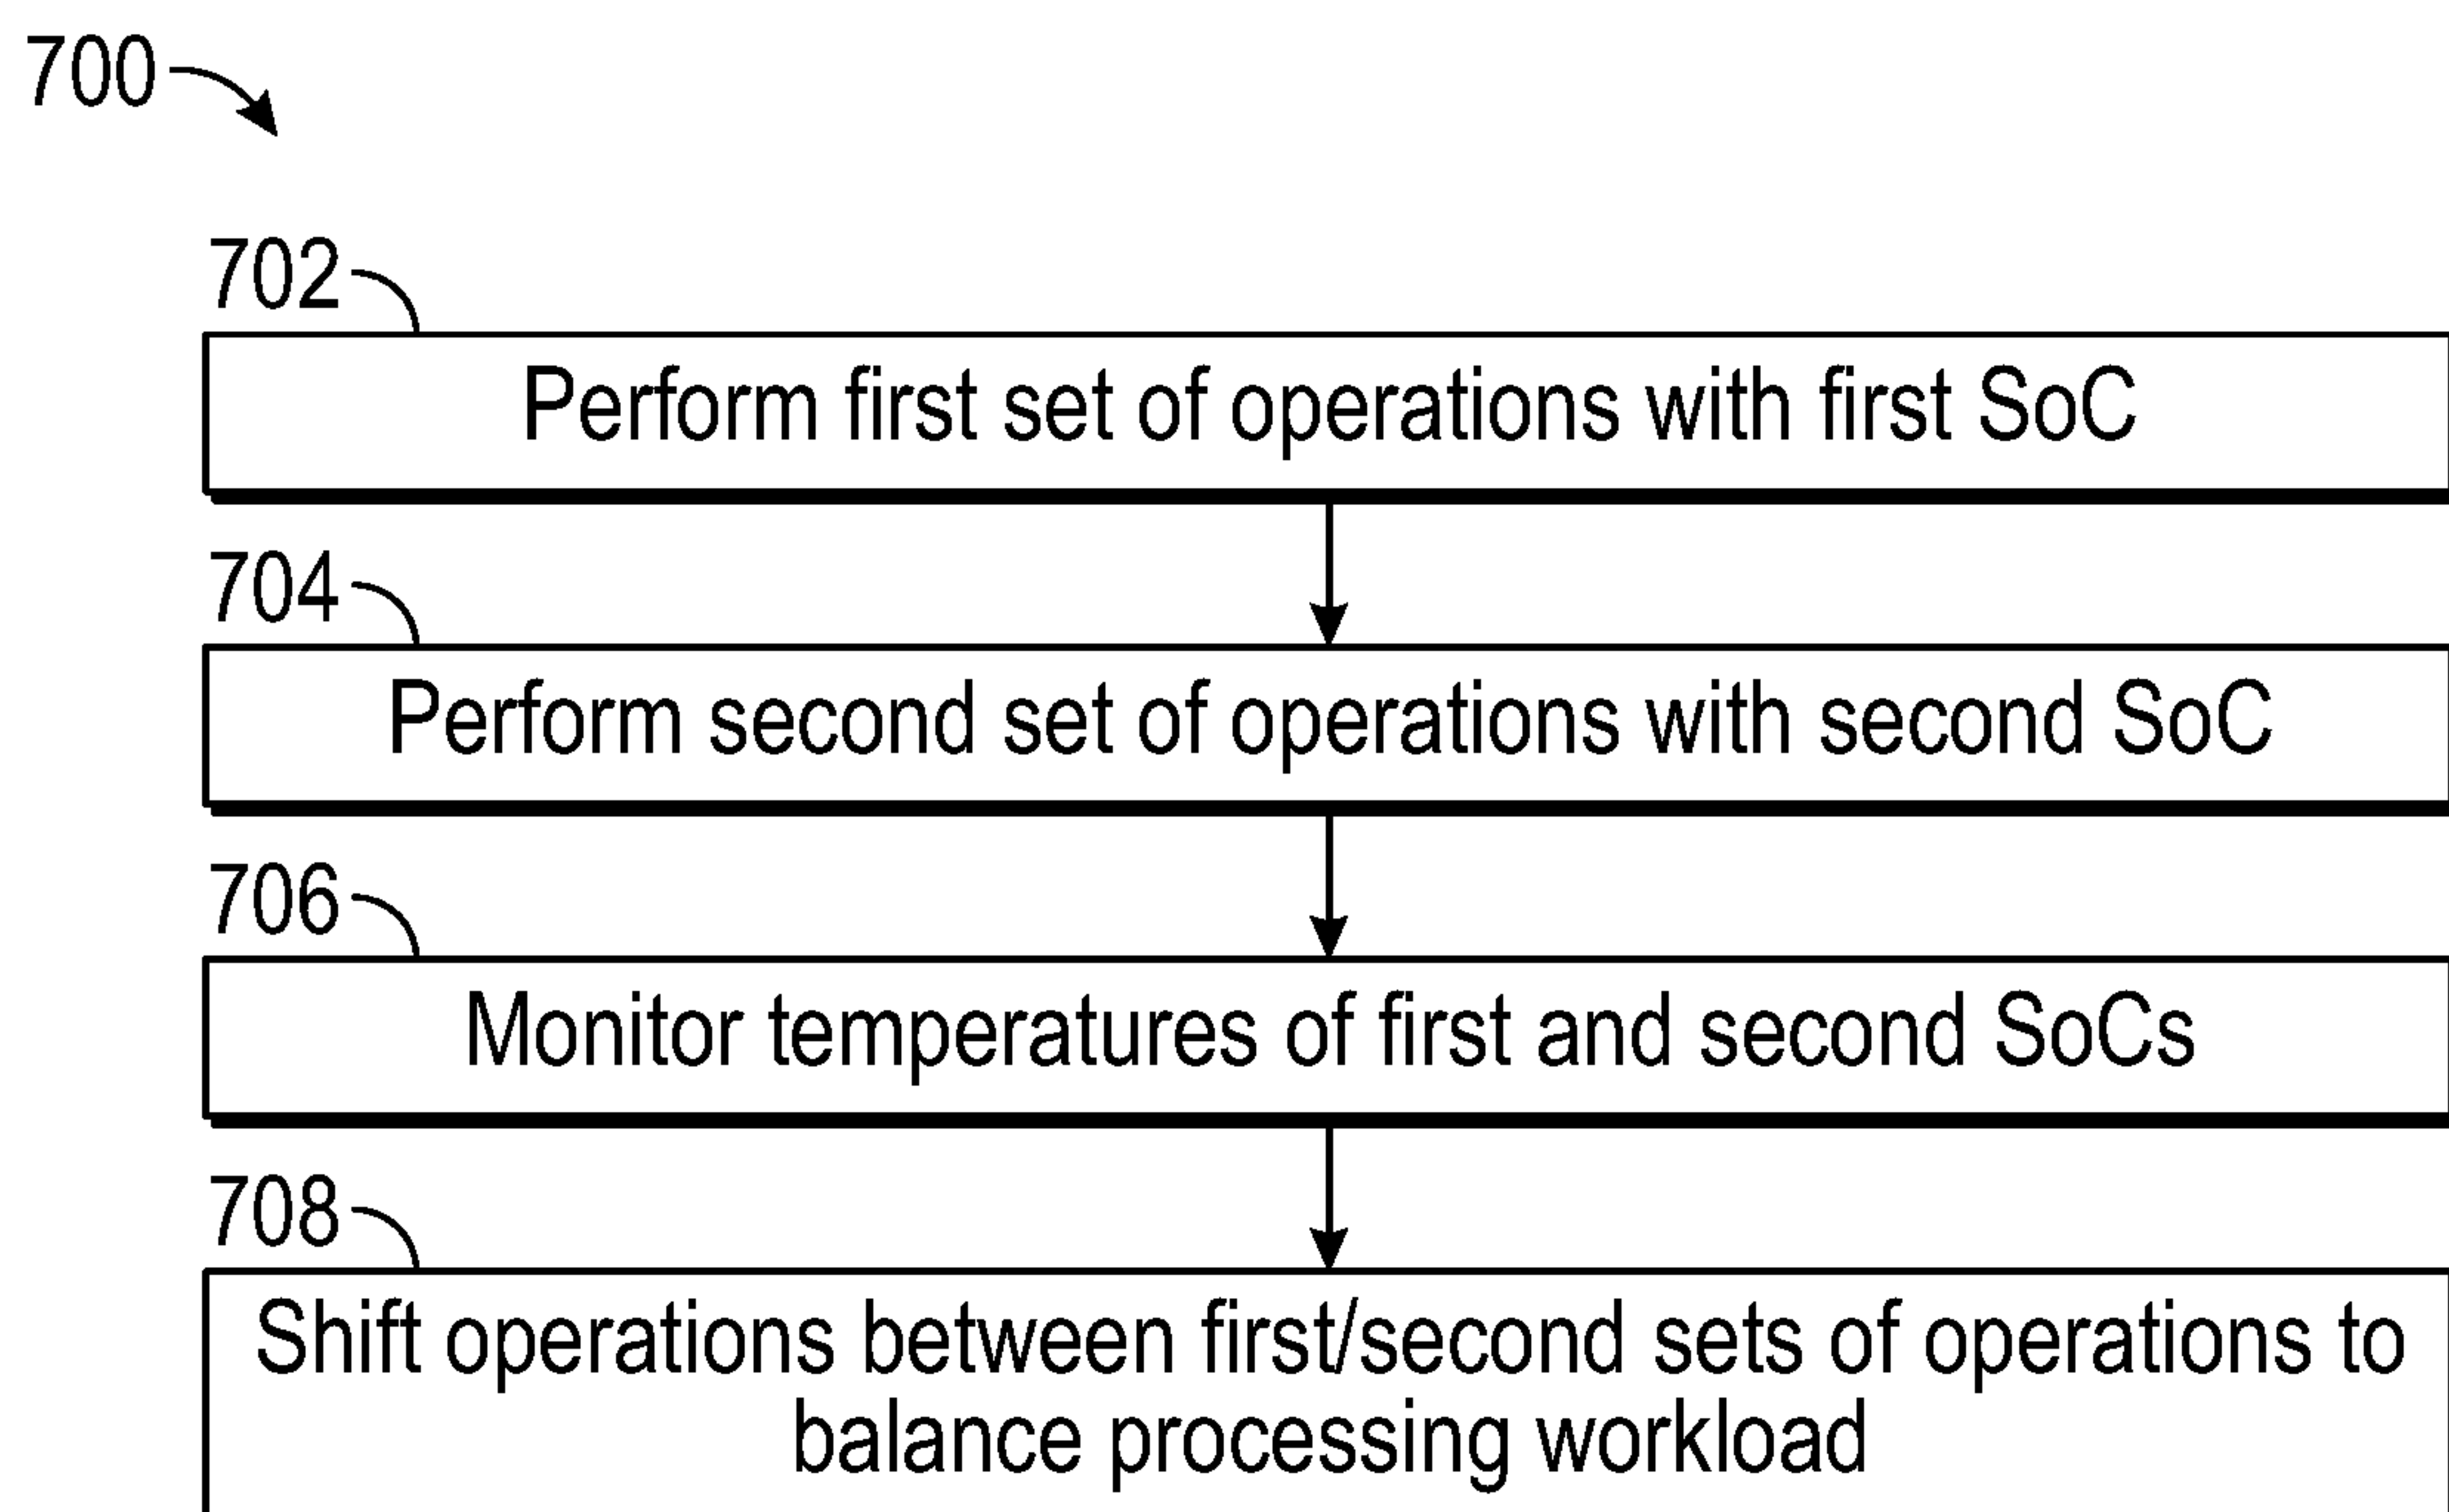 700
702
Perform first set of operations with first SoC
704
Perform second set of operations with second SoC
706
Monitor temperatures of first and second SoCs
708
Shift operations between first/second sets of operations to
balance processing workload